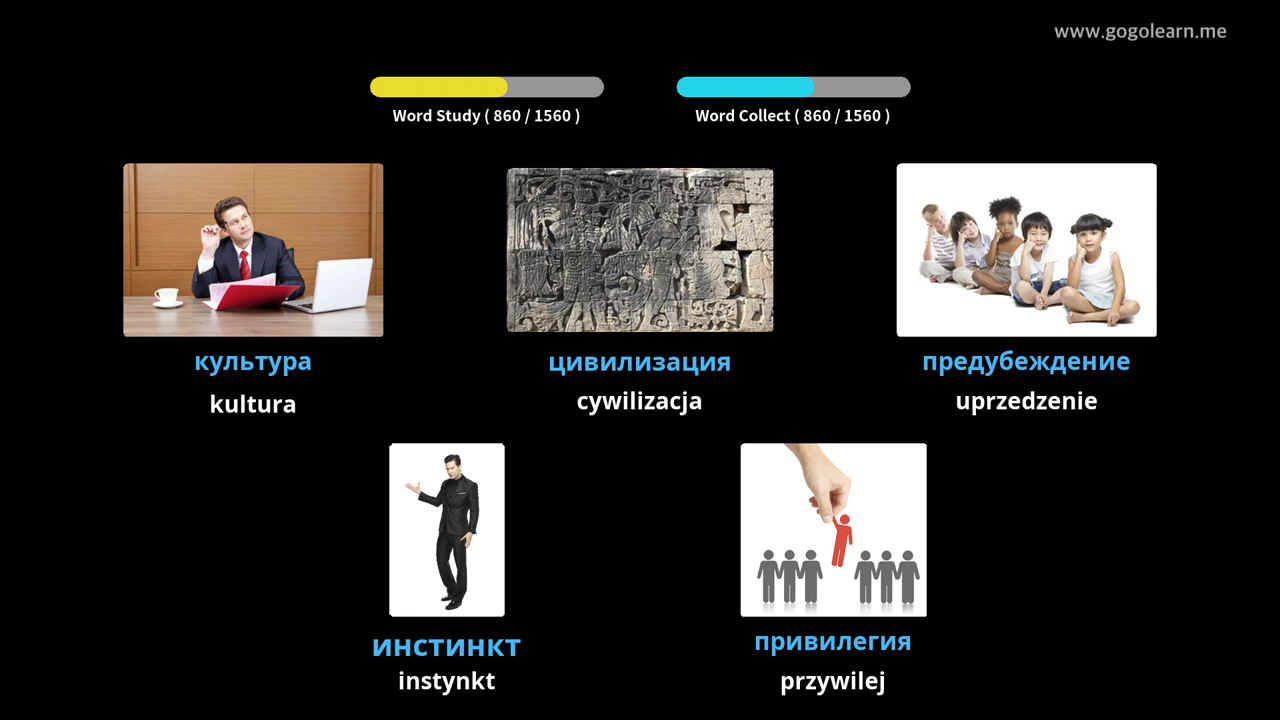 www.gogolearn.me
Word Study ( 860 / 1560 )
Word Collect ( 860 / 1560 )
культура
kultura
цивилизация
cywilizacja
предубеждение
uprzedzenie
инстинкт
instynkt
привилегия
przywilej